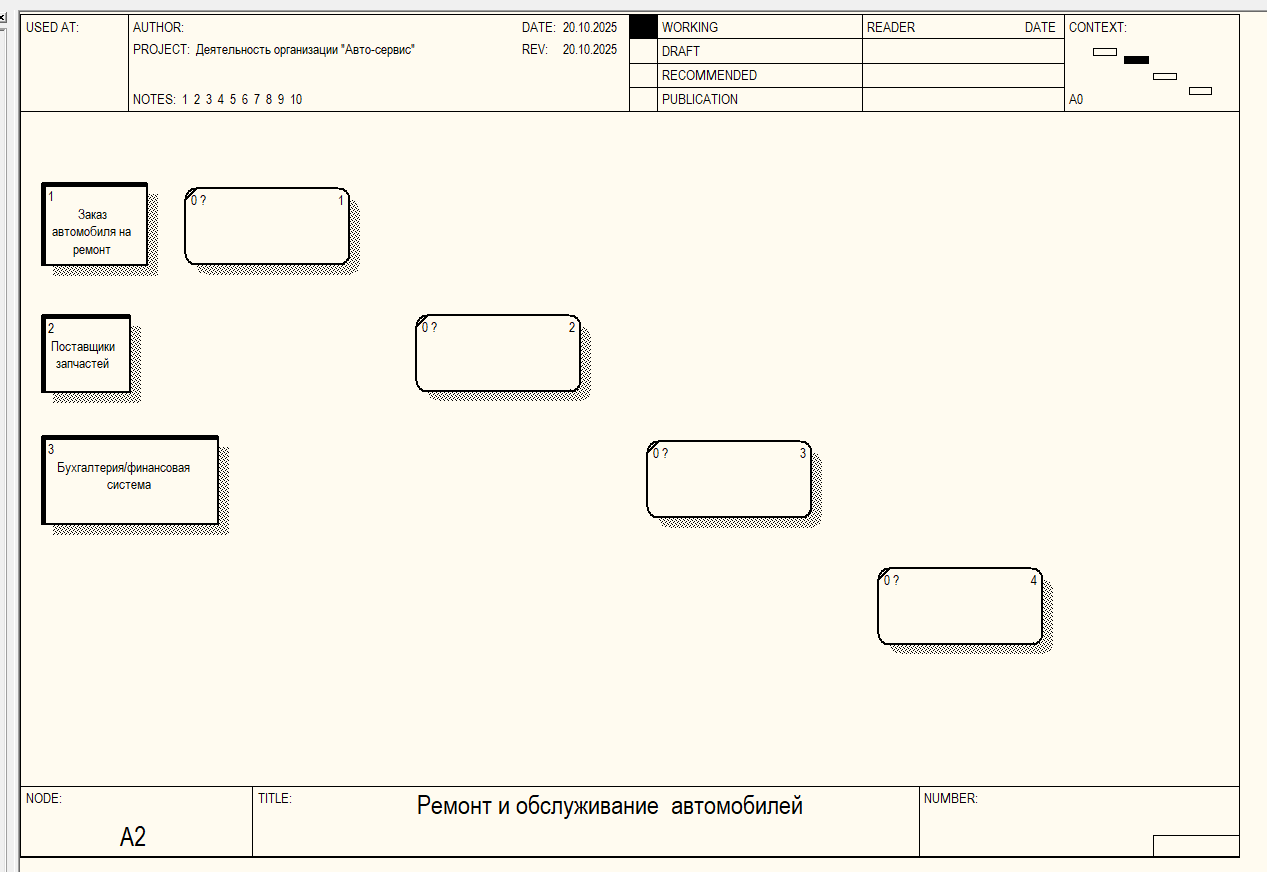 USED AT:
AUTHOR:
DATE: 20.10.2025
PROJECT: Деятельность организации "Авто-сервис"
REV: 20.10.2025
NOTES: 1 2 3 4 5 6 7 8 9 10
WORKING
DRAFT
RECOMMENDED
PUBLICATION
READER
DATE
CONTEXT:
A0
1
Заказ
автомобиля на
ремонт
0 ?
1
2
Поставщики
запчастей
0 ?
2
3
Бухгалтерия/финансовая
система
0 ?
3
0 ?
4
NODE:
A2
TITLE:
Ремонт и обслуживание автомобилей
NUMBER: